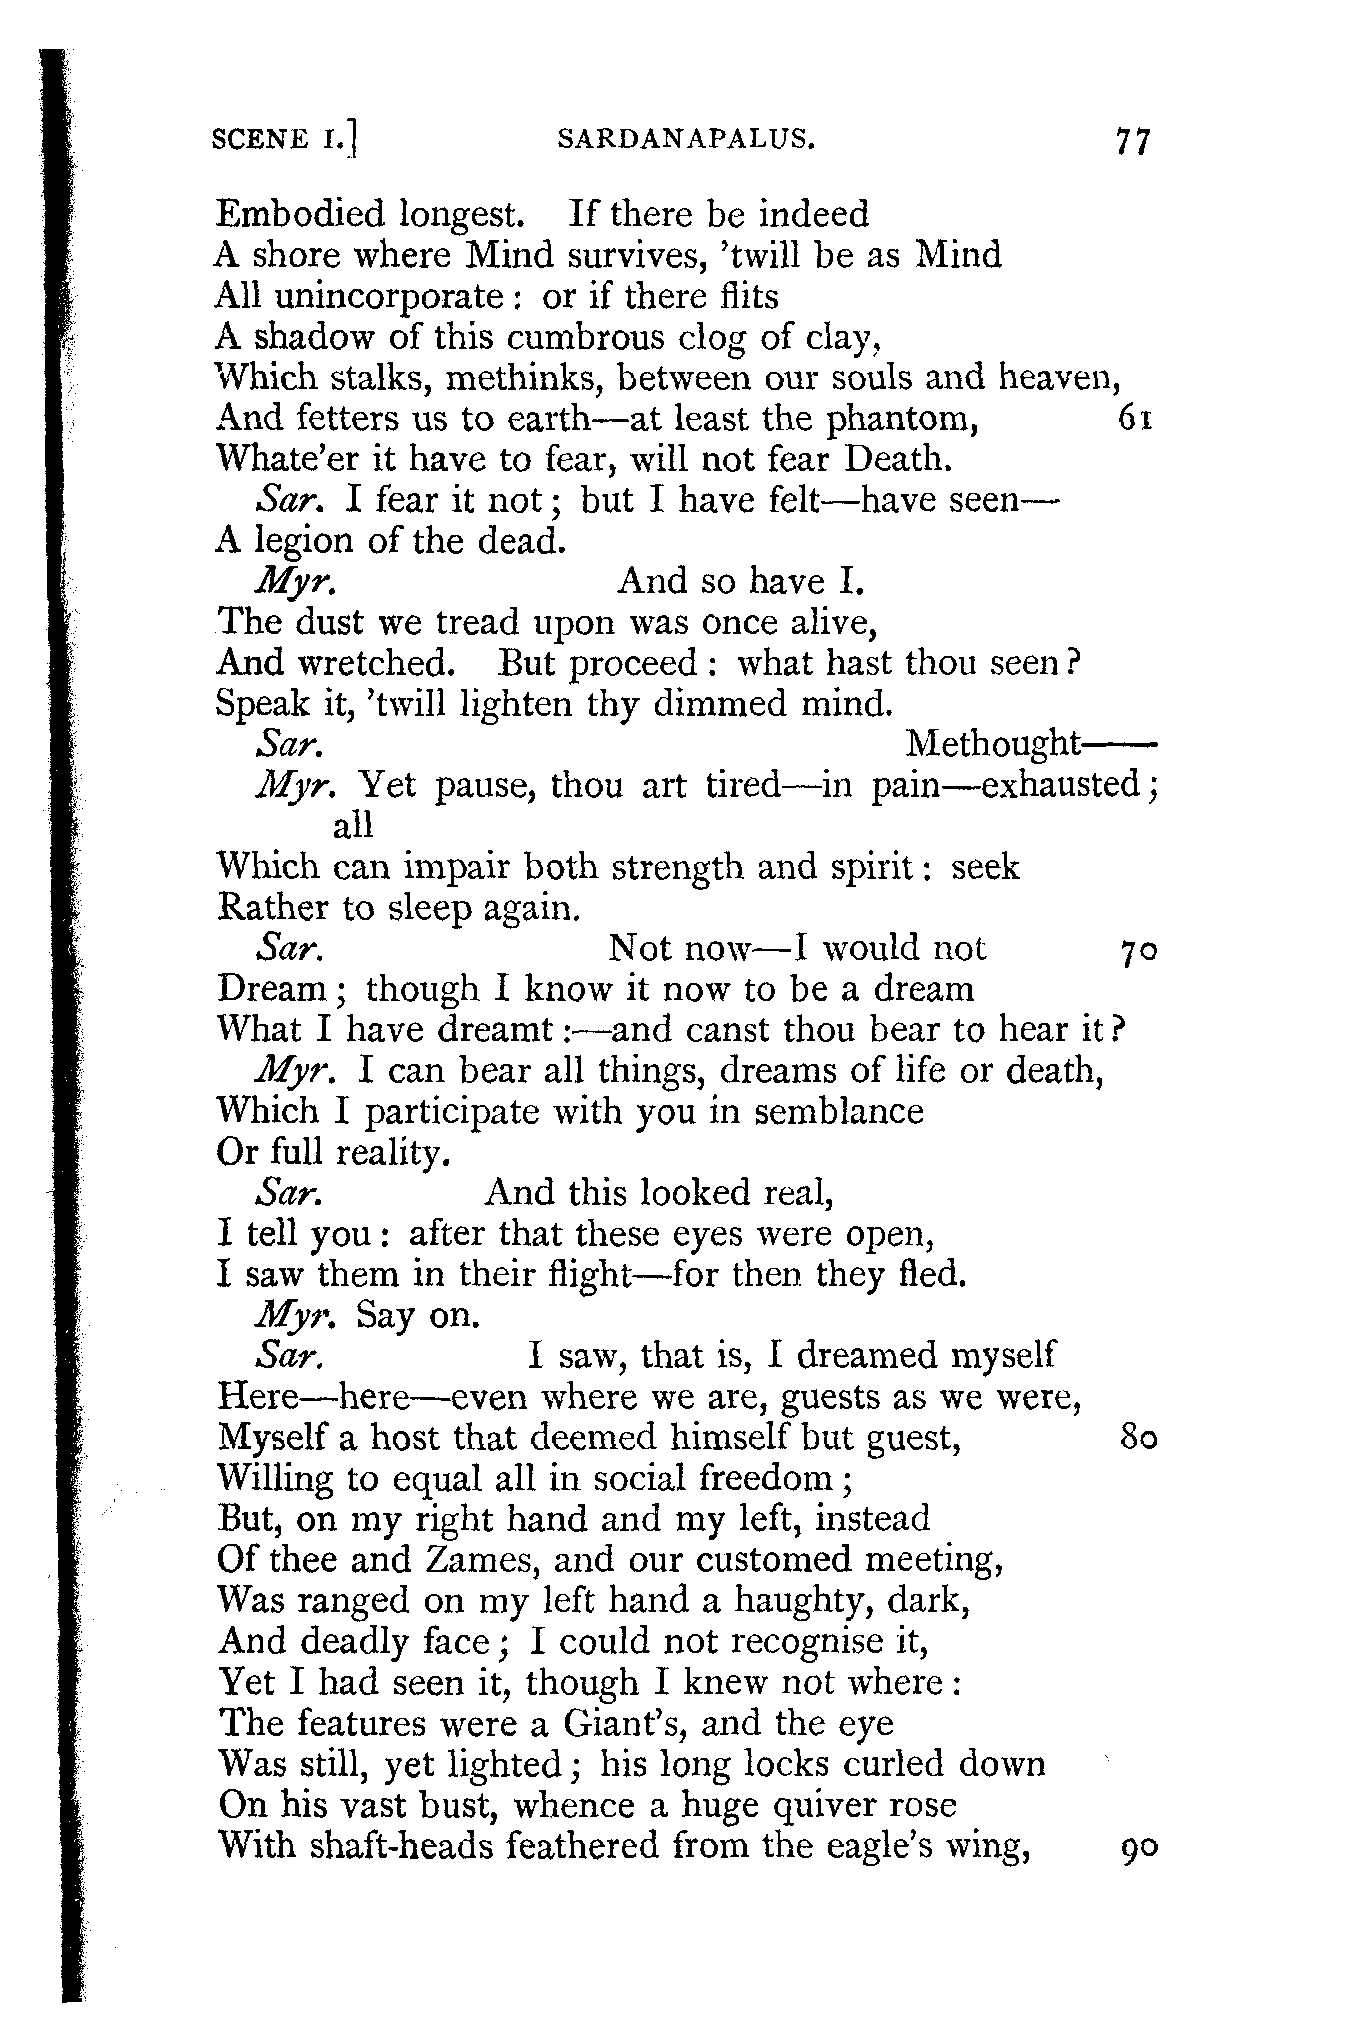 SCENE I.] SARDANAPALUS. 77
Embodied longest. If there be indeed
A shore where Mind survives, 'twill be as Mind
All unincorporate : or if there flits
A shadow of this cumbrous clog of clay,
Which stalks, methinks, between our souls and heaven,
And fetters us to earth—at least the phantom, 61
Whate'er it have to fear, will not fear Death.
Sar. I fear it not ; but I have felt—have seen—
A legion of the dead.
Myr. And so have I.
The dust we tread upon was once alive,
And wretched. But proceed : what hast thou seen ?
Speak it, 'twill lighten thy dimmed mind.
Sar. Methought——
Myr. Yet pause, thou art tired—in pain—exhausted ;
all
Which can impair both strength and spirit : seek
Rather to sleep again.
Sar. Not now—I would not 70
Dream ; though I know it now to be a dream
What I have dreamt :—and canst thou bear to hear it ?
Myr. I can bear all things, dreams of life or death,
Which I participate with you in semblance
Or full reality.
Sar. And this looked real,
I tell you : after that these eyes were open,
I saw them in their flight—for then they fled.
Myr. Say on.
Sar. I saw, that is, I dreamed myself
Here—here—even where we are, guests as we were,
Myself a host that deemed himself but guest, 80
Willing to equal all in social freedom ;
But, on my right hand and my left, instead
Of thee and Zames, and our customed meeting,
Was ranged on my left hand a haughty, dark,
And deadly face ; I could not recognise it,
Yet I had seen it, though I knew not where :
The features were a Giant's, and the eye
Was still, yet lighted ; his long locks curled down
On his vast bust, whence a huge quiver rose
With shaft-heads feathered from the eagle's wing, 90